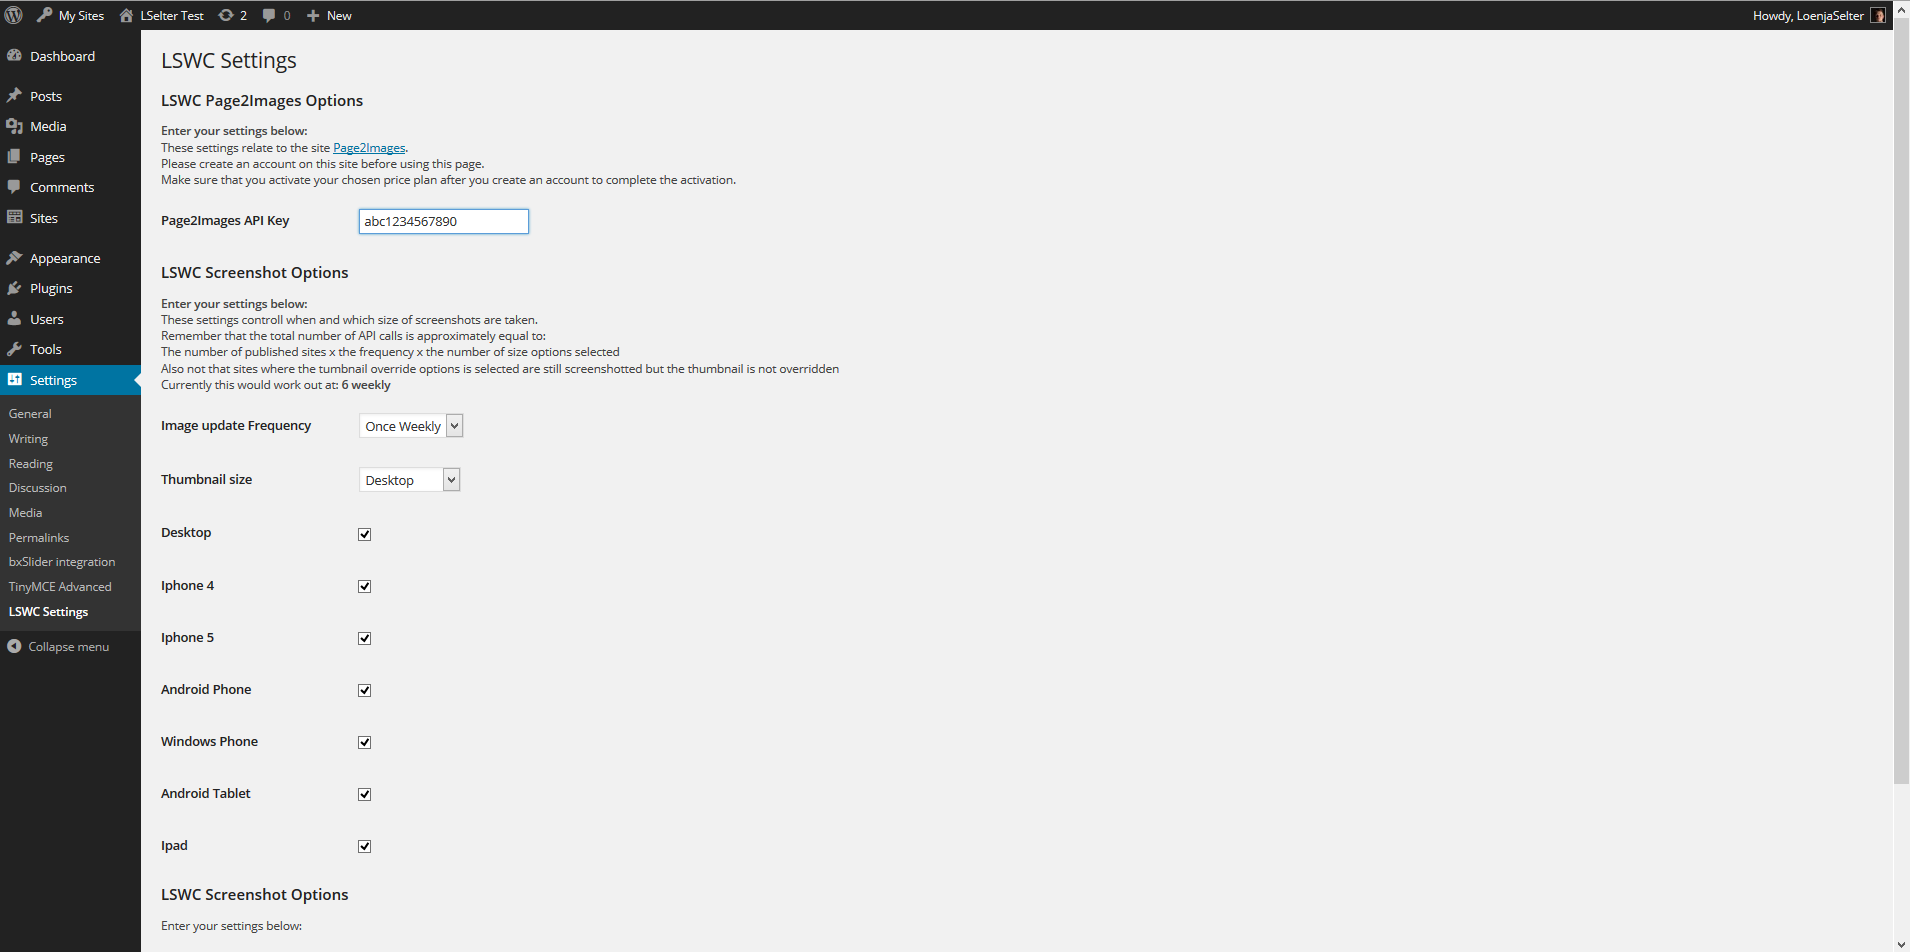 My Sites LSelter Test 2 0 New Howdy, LoenjaSelter
Dashboard
Posts
Media
Pages
Comments
Sites
Appearance
Plugins
Users
Tools
Settings
General
Writing
Reading
Discussion
Media
Permalinks
bxSlider integration
TinyMCE Advanced
LSWC Settings
Collapse menu
LSWC Settings
LSWC Page2Images Options
Enter your settings below:
These settings relate to the site Page2Images.
Please create an account on this site before using this page.
Make sure that you activate your chosen price plan after you create an account to complete the activation.
Page2Images API Key abc1234567890
LSWC Screenshot Options
Enter your settings below:
These settings controll when and which size of screenshots are taken.
Remember that the total number of API calls is approximately equal to:
The number of published sites x the frequency x the number of size options selected
Also not that sites where the tumbnail override options is selected are still screenshotted but the thumbnail is not overridden
Currently this would work out at: 6 weekly
Image update Frequency Once Weekly
Thumbnail size Desktop
Desktop
Iphone 4
Iphone 5
Android Phone
Windows Phone
Android Tablet
Ipad
LSWC Screenshot Options
Enter your settings below: